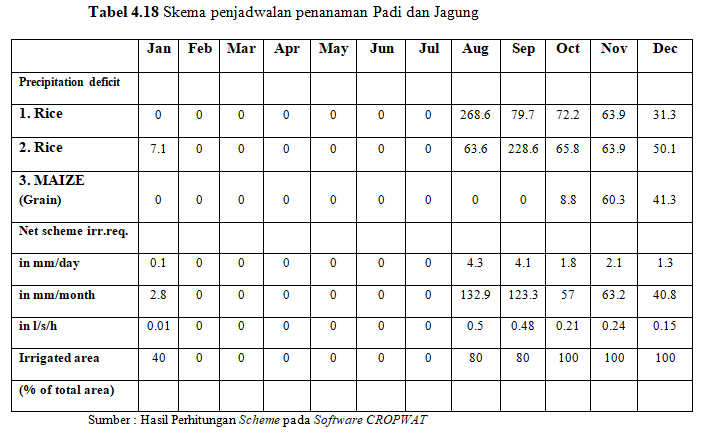 Tabel 4.18 Skema penjadwalan penanaman Padi dan Jagung
Jan Feb Mar Apr May Jun Jul Aug Sep Oct Nov Dec
Precipitation deficit
1. Rice 0 0 0 0 0 0 0 268.6 79.7 72.2 63.9 31.3
2. Rice 7.1 0 0 0 0 0 0 63.6 228.6 65.8 63.9 50.1
3. MAIZE
(Grain) 0 0 0 0 0 0 0 0 0 8.8 60.3 41.3
Net scheme irr.req.
in mm/day 0.1 0 0 0 0 0 0 4.3 4.1 1.8 2.1 1.3
in mm/month 2.8 0 0 0 0 0 0 132.9 123.3 57 63.2 40.8
in l/s/h 0.01 0 0 0 0 0 0 0.5 0.48 0.21 0.24 0.15
Irrigated area 40 0 0 0 0 0 0 80 80 100 100 100
(% of total area)
Sumber : Hasil Perhitungan Scheme pada Software CROPWAT